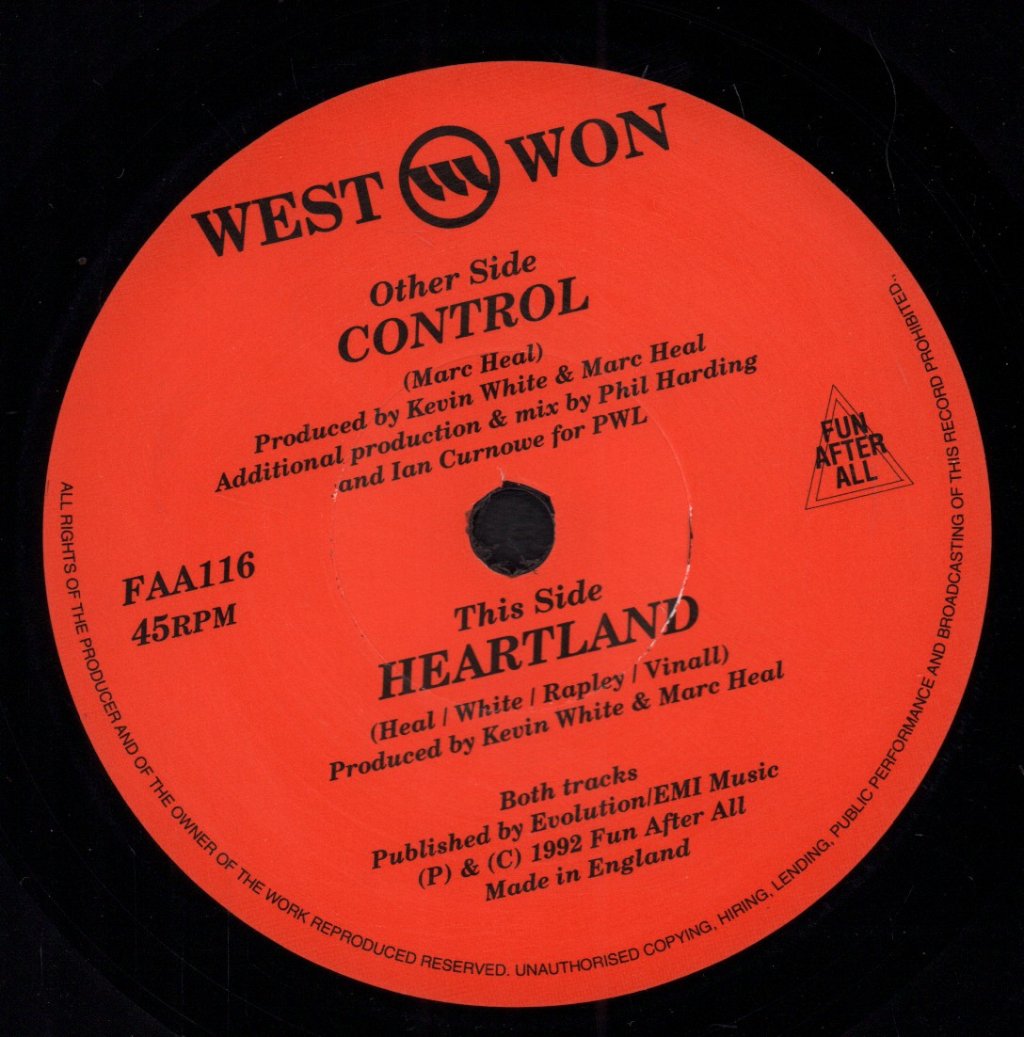 WEST WON
Other Side
CONTROL
(Marc Heal)
Produced by Kevin White & Marc Heal
Additional production & mix by Phil Harding
and Ian Curnowe for PWL
FUN
AFTER
ALL
FAA116
45RPM
This Side
HEARTLAND
(Heal / White / Rapley / Vinall)
Produced by Kevin White & Marc Heal
Both tracks
Published by Evolution/EMI Music
(P) & (C) 1992 Fun After All
Made in England
ALL RIGHTS OF THE PRODUCER AND OF THE OWNER OF THE WORK REPRODUCED RESERVED. UNAUTHORISED COPYING, HIRING, LENDING, PUBLIC PERFORMANCE AND BROADCASTING OF THIS RECORD PROHIBITED.,